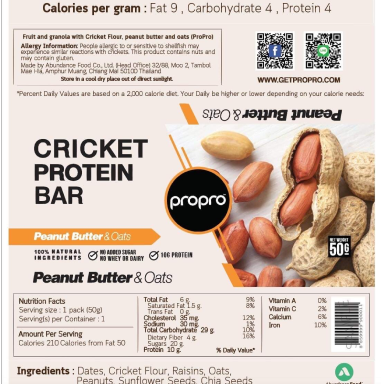 Calories per gram : Fat 9 , Carbohydrate 4 , Protein 4
Fruit and granola with Cricket Flour, peanut butter and oats (ProPro)
Allergy Information: People allergic to or sensitive to shellfish may
experience similar reactions with crickets. This product contains nuts and
may contain gluten.
Made by Abundance Food Co., Ltd. (Head Office) 32/88, Moo 2, Tambol
Mae Hia, Amphur Muang, Chiang Mai 50100 Thailand
Store in a cool dry place out of direct sunlight.
WWW.GETPROPRO.COM
*Percent Daily Values are based on a 2,000 calorie diet. Your Daily be higher or lower depending on your calorie needs:
Peanut Butter & Oats
CRICKET
PROTEIN
BAR
propro
Peanut Butter & Oats
100% NATURAL
INGREDIENTS
NO ADDED SUGAR
NO WHEY OR DAIRY
10G PROTEIN
NET WEIGHT
50g
Peanut Butter & Oats
Nutrition Facts
Serving size : 1 pack (50g)
Serving(s) per Container : 1
Amount Per Serving
Calories 210 Calories from Fat 50
Total Fat 6 g. 9%
Saturated Fat 1.5 g. 8%
Trans Fat 0 g.
Cholesterol 35 mg. 12%
Sodium 30 mg. 1%
Total Carbohydrate 29 g. 10%
Dietary Fiber 4 g. 16%
Sugars 20 g.
Protein 10 g. % Daily Value*
Vitamin A 0%
Vitamin C 2%
Calcium 6%
Iron 10%
Ingredients : Dates, Cricket Flour, Raisins, Oats,
Peanuts, Sunflower Seeds, Chia Seeds